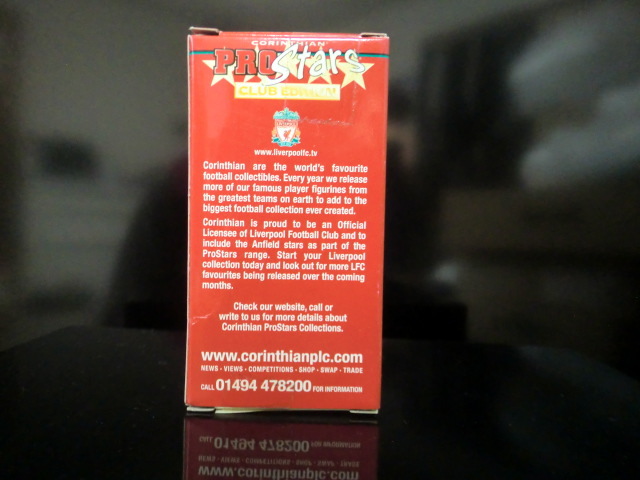 CORINTHIAN
PROStars
CLUB EDITION
www.liverpoolfc.tv
Corinthian are the world's favourite
football collectibles. Every year we release
more of our famous player figurines from
the greatest teams on earth to add to the
biggest football collection ever created.
Corinthian is proud to be an Official
Licensee of Liverpool Football Club and to
include the Anfield stars as part of the
ProStars range. Start your Liverpool
collection today and look out for more LFC
favourites being released over the coming
months.
Check our website, call or
write to us for more details about
Corinthian ProStars Collections.
www.corinthianplc.com
NEWS · VIEWS · COMPETITIONS · SHOP · SWAP · TRADE
CALL 01494 478200 FOR INFORMATION